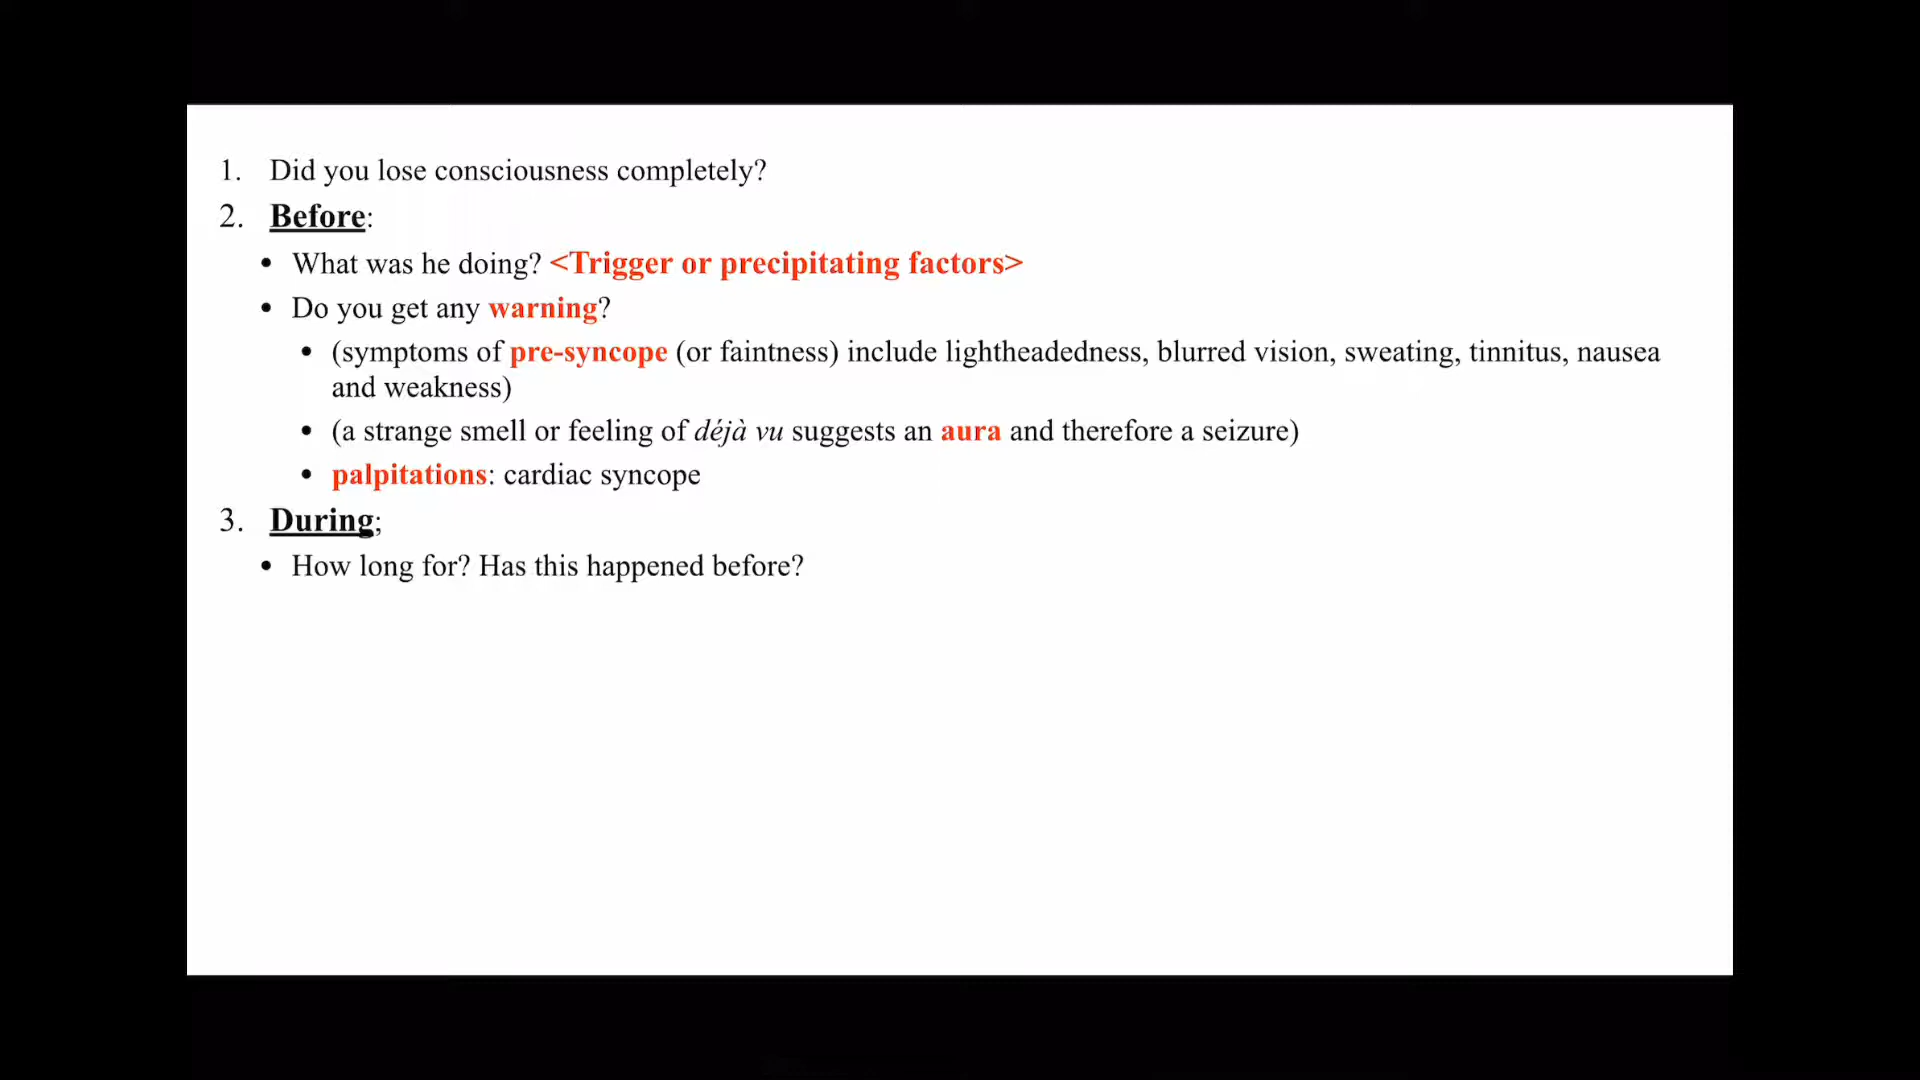 1. Did you lose consciousness completely?
2. Before:
• What was he doing? <Trigger or precipitating factors>
• Do you get any warning?
• (symptoms of pre-syncope (or faintness) include lightheadedness, blurred vision, sweating, tinnitus, nausea
and weakness)
• (a strange smell or feeling of déjà vu suggests an aura and therefore a seizure)
• palpitations: cardiac syncope
3. During;
• How long for? Has this happened before?